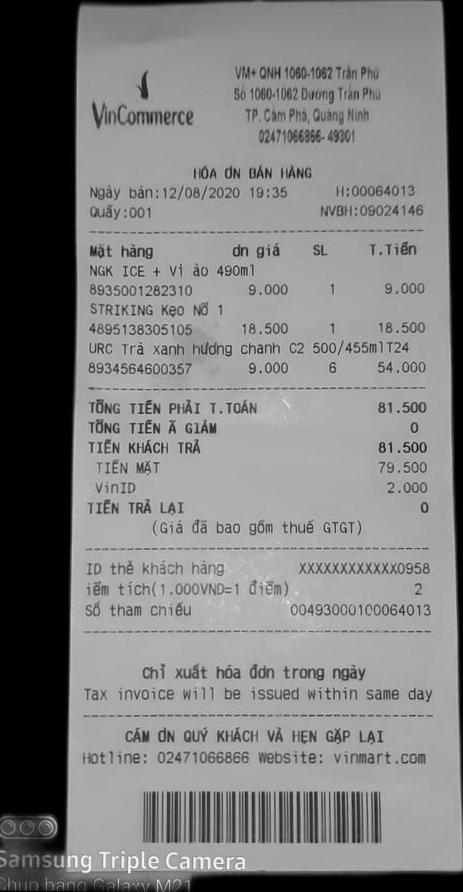 VinCommerce
VM+ QNH 1060-1062 Trần Phú
Số 1060-1062 Đường Trần Phú
TP. Cẩm Phả, Quảng Ninh
02471066866-49301
HÓA ƠN BÁN HÀNG
Ngày bán:12/08/2020 19:35 H:00064013
Quầy:001 NVBH:09024146
Mặt hàng ơn giá SL T.Tiền
NGK ICE + Vị ào 490ml
8935001282310 9.000 1 9.000
STRIKING Kẹo Nổ 1
4895138305105 18.500 1 18.500
URC Trà xanh hương chanh C2 500/455mlT24
8934564600357 9.000 6 54.000
TỔNG TIỀN PHẢI T.TOÁN 81.500
TỔNG TIỀN Ã GIẢM 0
TIỀN KHÁCH TRẢ 81.500
TIỀN MẶT 79.500
VinID 2.000
TIỀN TRẢ LẠI 0
(Giá đã bao gồm thuế GTGT)
ID thẻ khách hàng XXXXXXXXXXXX0958
iểm tích(1.000VND=1 điểm) 2
Số tham chiếu 00493000100064013
Chỉ xuất hóa đơn trong ngày
Tax invoice will be issued within same day
CẢM ƠN QUÝ KHÁCH VÀ HẸN GẶP LẠI
Hotline: 02471066866 Website: vinmart.com
Samsung Triple Camera
Chụp bằng Galaxy M21